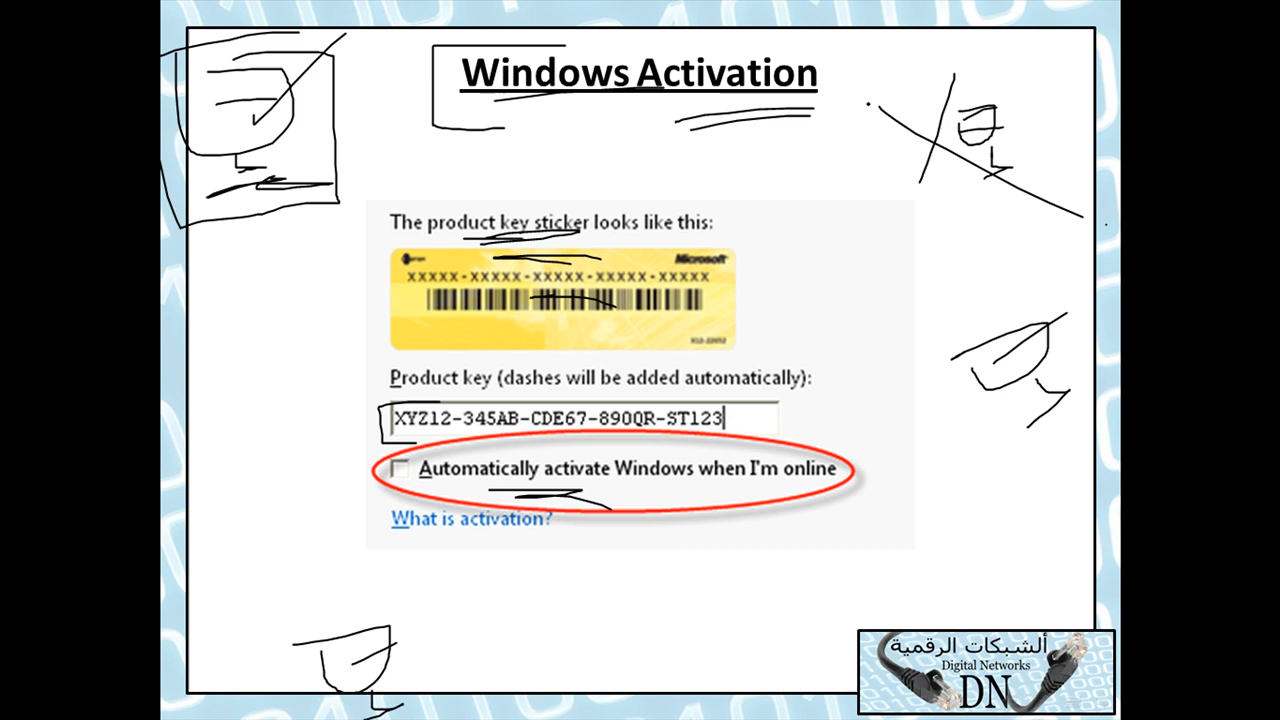 Windows Activation
The product key sticker looks like this:
Microsoft
XXXXX-XXXXX-XXXXX-XXXXX-XXXXX
Product key (dashes will be added automatically):
XYZ12-345AB-CDE67-890QR-ST123
Automatically activate Windows when I'm online
What is activation?
ألشبكات الرقمية
Digital Networks
DN